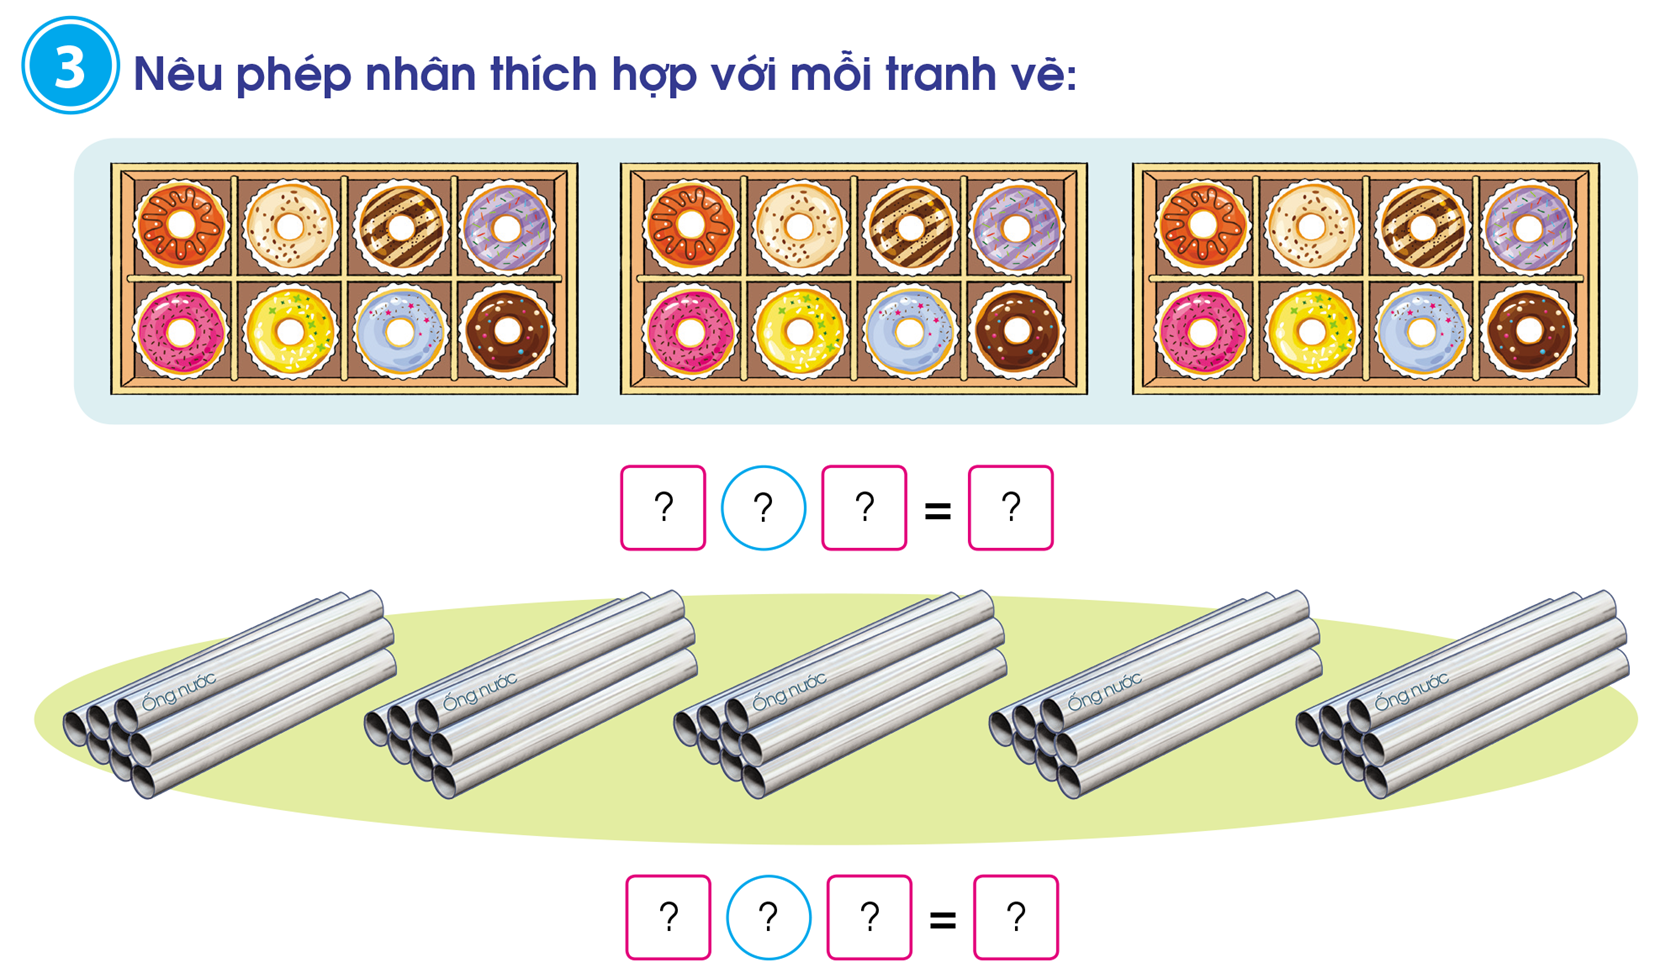 3 Nêu phép nhân thích hợp với mỗi tranh vẽ:
? ? ? = ?
Ống nước Ống nước Ống nước Ống nước Ống nước
? ? ? = ?